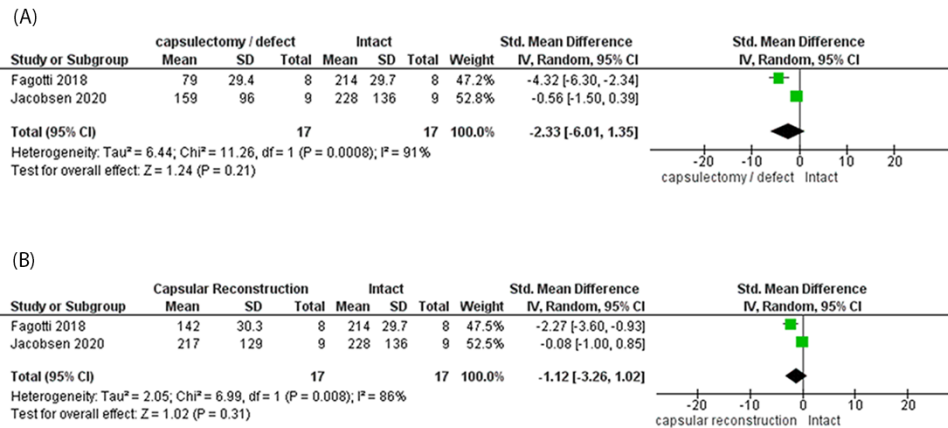 (A)
capsulectomy / defect Intact Std. Mean Difference Std. Mean Difference
Study or Subgroup Mean SD Total Mean SD Total Weight IV, Random, 95% CI IV, Random, 95% CI
Fagotti 2018 79 29.4 8 214 29.7 8 47.2% -4.32 [-6.30, -2.34]
Jacobsen 2020 159 96 9 228 136 9 52.8% -0.56 [-1.50, 0.39]
Total (95% CI) 17 17 100.0% -2.33 [-6.01, 1.35]
Heterogeneity: Tau² = 6.44; Chi² = 11.26, df = 1 (P = 0.0008); I² = 91%
Test for overall effect: Z = 1.24 (P = 0.21)
-20 -10 0 10 20
capsulectomy / defect Intact
(B)
Capsular Reconstruction Intact Std. Mean Difference Std. Mean Difference
Study or Subgroup Mean SD Total Mean SD Total Weight IV, Random, 95% CI IV, Random, 95% CI
Fagotti 2018 142 30.3 8 214 29.7 8 47.5% -2.27 [-3.60, -0.93]
Jacobsen 2020 217 129 9 228 136 9 52.5% -0.08 [-1.00, 0.85]
Total (95% CI) 17 17 100.0% -1.12 [-3.26, 1.02]
Heterogeneity: Tau² = 2.05; Chi² = 6.99, df = 1 (P = 0.008); I² = 86%
Test for overall effect: Z = 1.02 (P = 0.31)
-20 -10 0 10 20
capsular reconstruction Intact